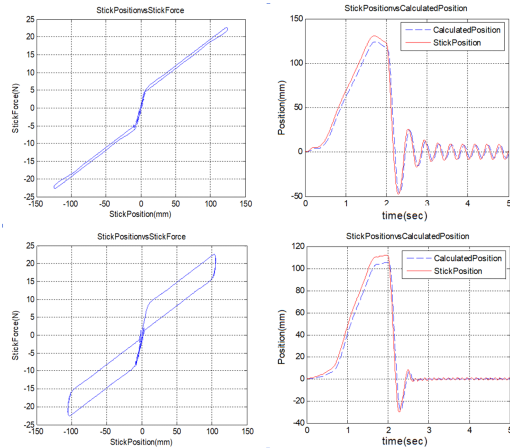 StickPositionvsStickForce
25
20
15
10
5
0
-5
-10
-15
-20
-25
-150 -100 -50 0 50 100 150
StickForce(N)
StickPosition(mm)
StickPositionvsCalculatedPosition
150
100
50
0
-50
0 1 2 3 4 5
Position(mm)
time(sec)
CalculatedPosition
StickPosition
StickPositionvsStickForce
25
20
15
10
5
0
-5
-10
-15
-20
-25
-150 -100 -50 0 50 100 150
StickForce(N)
StickPosition(mm)
StickPositionvsCalculatedPosition
120
100
80
60
40
20
0
-20
-40
0 1 2 3 4 5
Position(mm)
time(sec)
CalculatedPosition
StickPosition